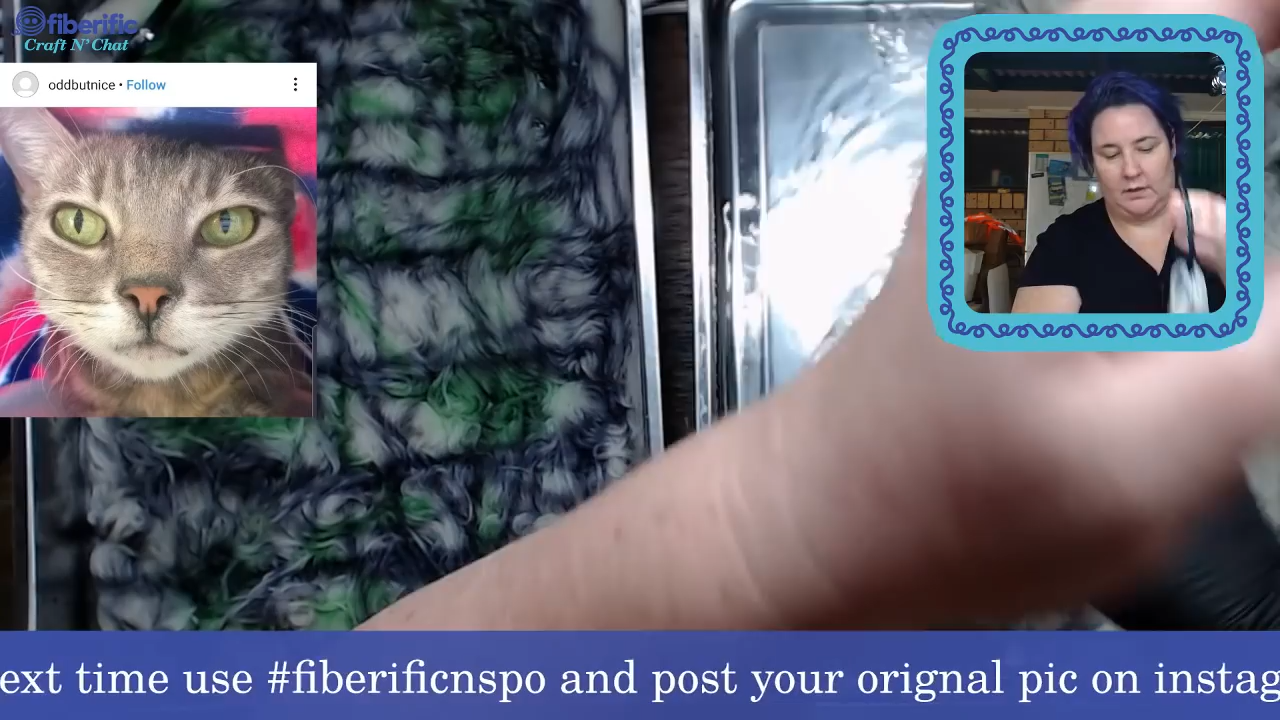 fiberific
Craft N' Chat
oddbutnice • Follow
ext time use #fiberificnspo and post your orignal pic on instag